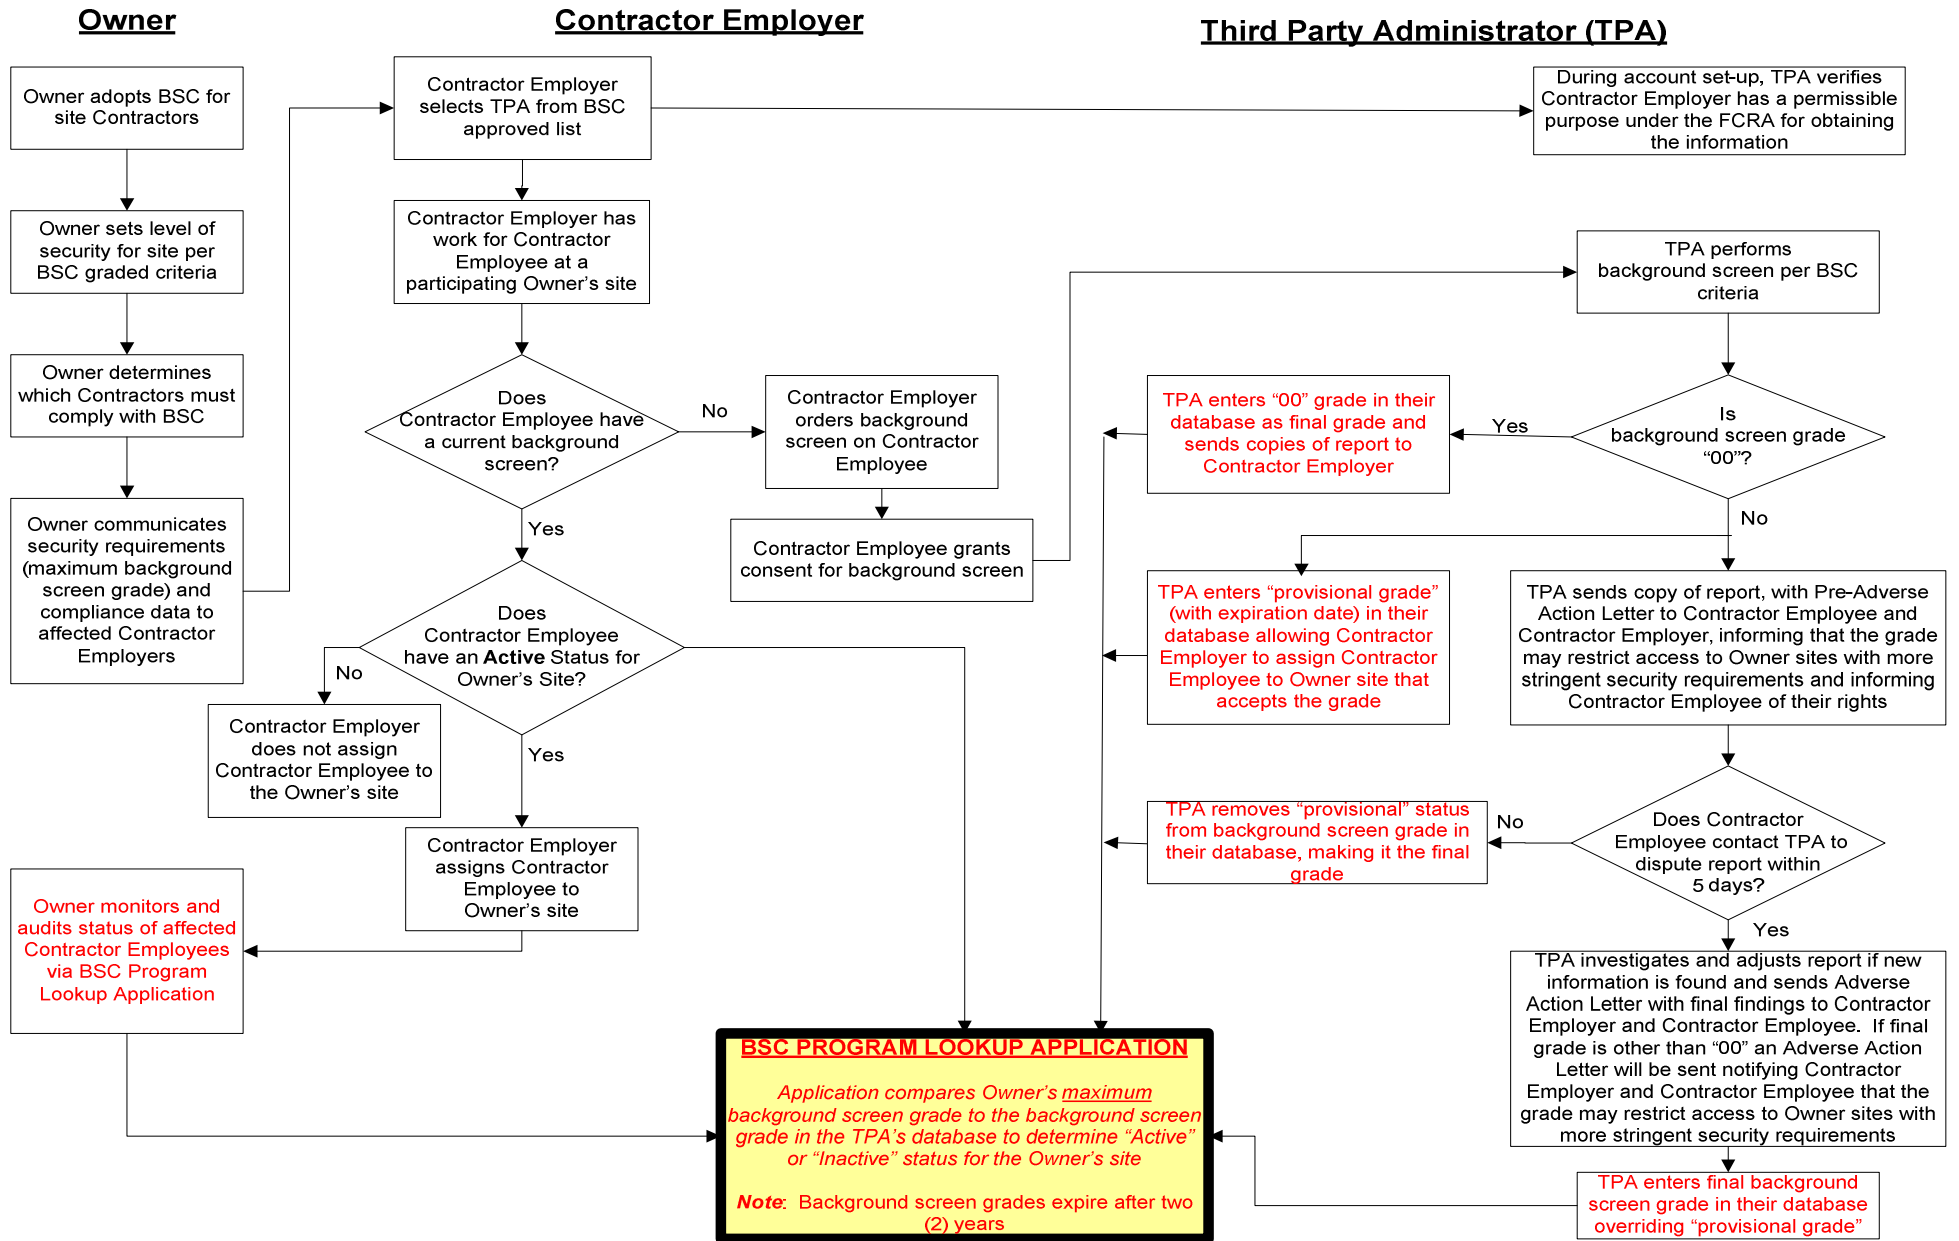 Owner
Contractor Employer
Third Party Administrator (TPA)
Owner adopts BSC for
site Contractors
Owner sets level of
security for site per
BSC graded criteria
Owner determines
which Contractors must
comply with BSC
Owner communicates
security requirements
(maximum background
screen grade) and
compliance data to
affected Contractor
Employers
Owner monitors and
audits status of affected
Contractor Employees
via BSC Program
Lookup Application
Contractor Employer
selects TPA from BSC
approved list
Contractor Employer has
work for Contractor
Employee at a
participating Owner’s site
Does
Contractor Employee have
a current background
screen?
No
Yes
Contractor Employer
orders background
screen on Contractor
Employee
Contractor Employee grants
consent for background screen
Does
Contractor Employee
have an Active Status for
Owner’s Site?
No
Yes
Contractor Employer
does not assign
Contractor Employee to
the Owner’s site
Contractor Employer
assigns Contractor
Employee to
Owner’s site
During account set-up, TPA verifies
Contractor Employer has a permissible
purpose under the FCRA for obtaining
the information
TPA performs
background screen per BSC
criteria
Is
background screen grade
“00”?
Yes
No
TPA enters “00” grade in their
database as final grade and
sends copies of report to
Contractor Employer
TPA enters “provisional grade”
(with expiration date) in their
database allowing Contractor
Employer to assign Contractor
Employee to Owner site that
accepts the grade
TPA sends copy of report, with Pre-Adverse
Action Letter to Contractor Employee and
Contractor Employer, informing that the grade
may restrict access to Owner sites with more
stringent security requirements and informing
Contractor Employee of their rights
Does Contractor
Employee contact TPA to
dispute report within
5 days?
No
Yes
TPA removes “provisional” status
from background screen grade in
their database, making it the final
grade
TPA investigates and adjusts report if new
information is found and sends Adverse
Action Letter with final findings to Contractor
Employer and Contractor Employee.  If final
grade is other than “00” an Adverse Action
Letter will be sent notifying Contractor
Employer and Contractor Employee that the
grade may restrict access to Owner sites with
more stringent security requirements
TPA enters final background
screen grade in their database
overriding “provisional grade”
BSC PROGRAM LOOKUP APPLICATION
Application compares Owner’s maximum
background screen grade to the background screen
grade in the TPA’s database to determine “Active”
or “Inactive” status for the Owner’s site
Note:  Background screen grades expire after two
(2) years